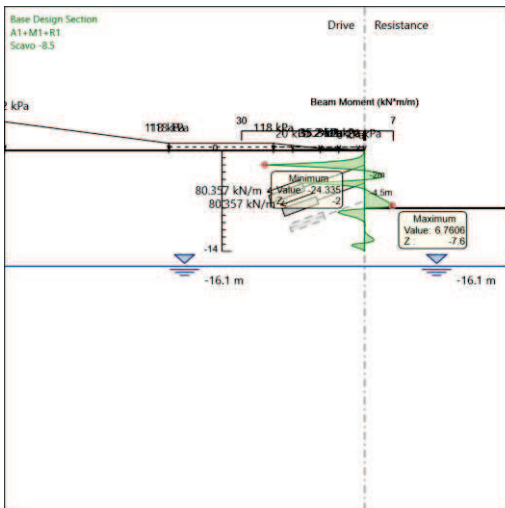 Base Design Section
A1+M1+R1
Scavo -8.5
Drive
Resistance
Beam Moment (kN*m/m)
30
7
2 kPa
118 kPa
0
-2m
Minimum
Value: -24.335
Z : -2
80.357 kN/m
80.357 kN/m
-4.5m
Maximum
Value: 6.7606
Z : -7.6
-14
-16.1 m
-16.1 m